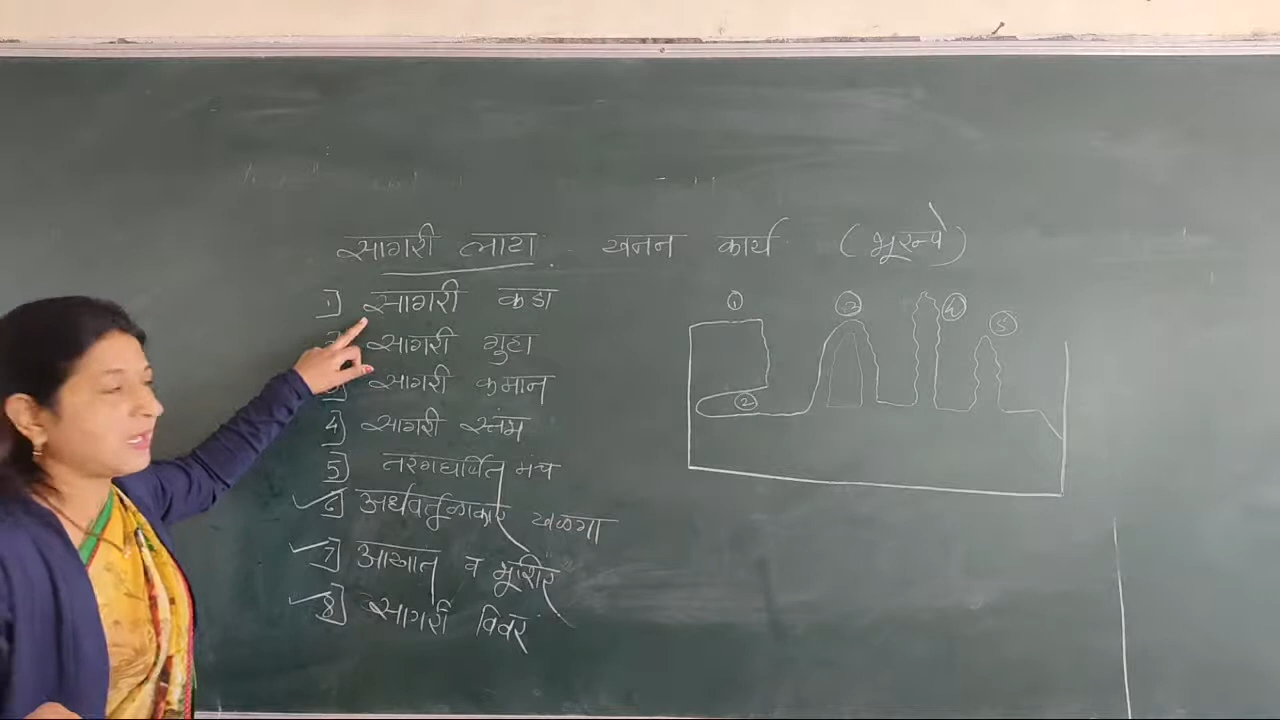 सागरी लाटा खनन कार्य (भूरूपे)
1] सागरी कडा
सागरी गुहा
3] सागरी कमान
4] सागरी स्तंभ
5] तरंगघर्षित मंच
6] अर्धवर्तुळाकार खळगा
7] आखात व भूशिर
8] सागरी विवर
1
3
4
5
2